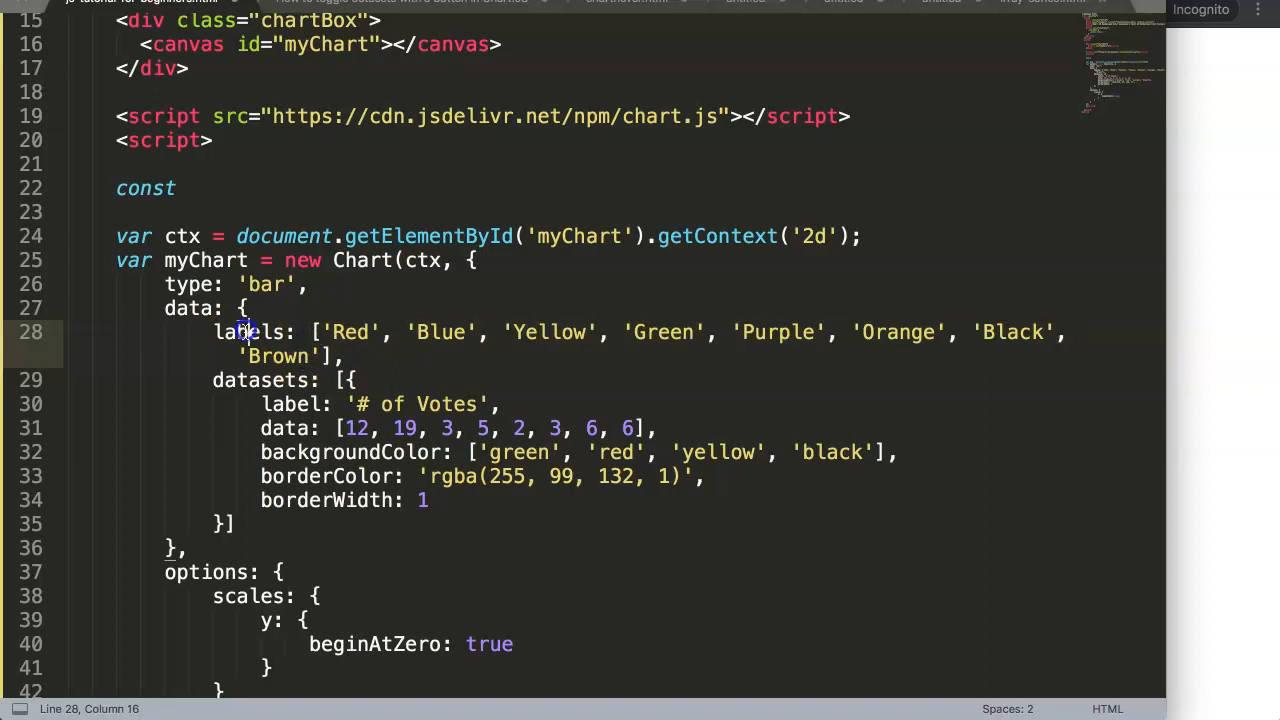 Incognito
15 <div class="chartBox">
16 <canvas id="myChart"></canvas>
17 </div>
18
19 <script src="https://cdn.jsdelivr.net/npm/chart.js"></script>
20 <script>
21
22 const
23
24 var ctx = document.getElementById('myChart').getContext('2d');
25 var myChart = new Chart(ctx, {
26 type: 'bar',
27 data: {
28 labels: ['Red', 'Blue', 'Yellow', 'Green', 'Purple', 'Orange', 'Black',
'Brown'],
29 datasets: [{
30 label: '# of Votes',
31 data: [12, 19, 3, 5, 2, 3, 6, 6],
32 backgroundColor: ['green', 'red', 'yellow', 'black'],
33 borderColor: 'rgba(255, 99, 132, 1)',
34 borderWidth: 1
35 }]
36 },
37 options: {
38 scales: {
39 y: {
40 beginAtZero: true
41 }
42 }
Line 28, Column 16 Spaces: 2 HTML